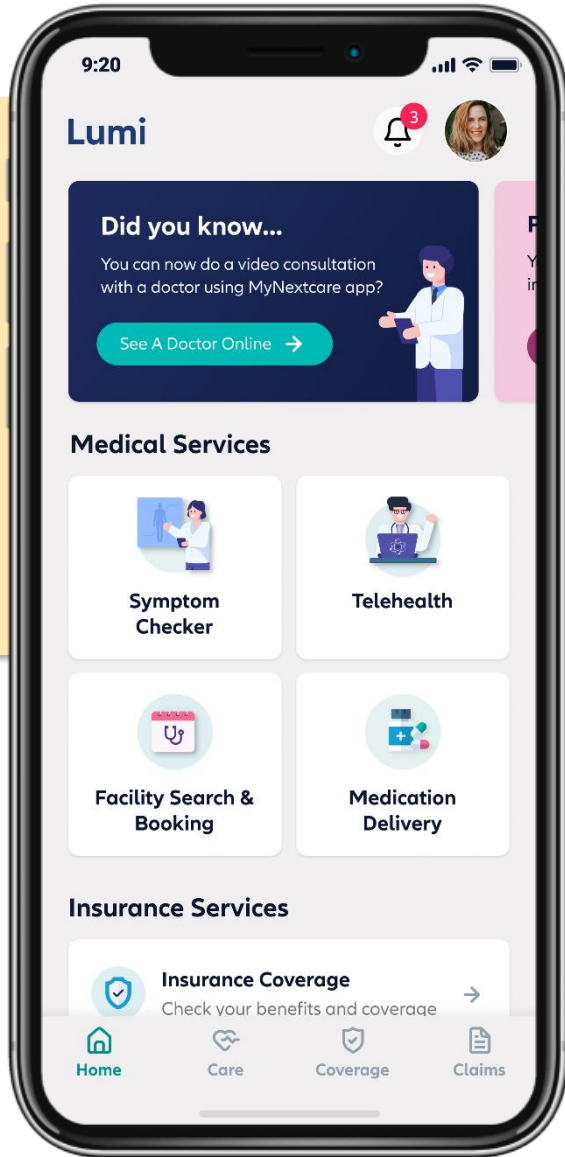 9:20
Lumi
3
Did you know...
You can now do a video consultation
with a doctor using MyNextcare app?
See A Doctor Online
Medical Services
Symptom
Checker
Telehealth
Facility Search &
Booking
Medication
Delivery
Insurance Services
Insurance Coverage
Check your benefits and coverage
Home
Care
Coverage
Claims